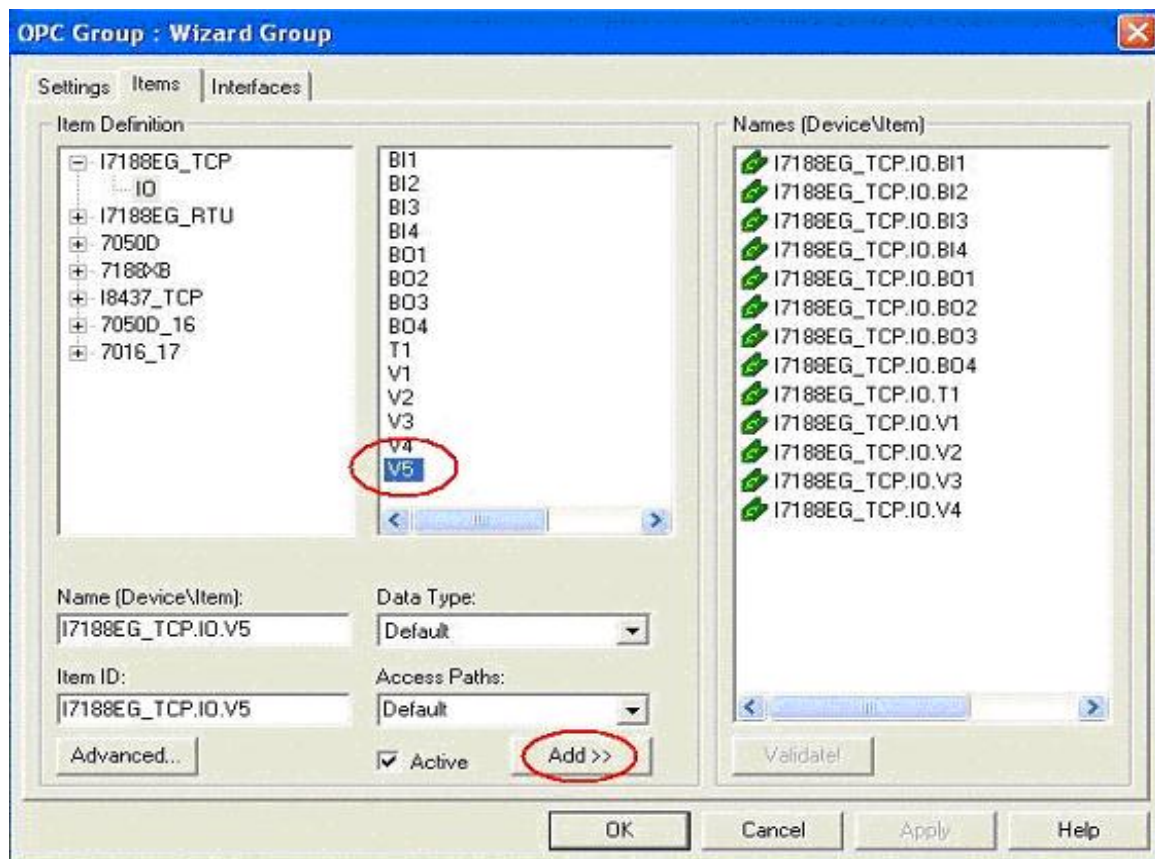 OPC Group : Wizard Group
Settings
Items
Interfaces
Item Definition
I7188EG_TCP
IO
I7188EG_RTU
7050D
7188XB
I8437_TCP
7050D_16
7016_17
BI1
BI2
BI3
BI4
BO1
BO2
BO3
BO4
T1
V1
V2
V3
V4
V5
Name (Device\Item):
I7188EG_TCP.IO.V5
Data Type:
Default
Item ID:
I7188EG_TCP.IO.V5
Access Paths:
Default
Advanced...
Active
Add >>
Names (Device\Item)
I7188EG_TCP.IO.BI1
I7188EG_TCP.IO.BI2
I7188EG_TCP.IO.BI3
I7188EG_TCP.IO.BI4
I7188EG_TCP.IO.BO1
I7188EG_TCP.IO.BO2
I7188EG_TCP.IO.BO3
I7188EG_TCP.IO.BO4
I7188EG_TCP.IO.T1
I7188EG_TCP.IO.V1
I7188EG_TCP.IO.V2
I7188EG_TCP.IO.V3
I7188EG_TCP.IO.V4
Validate!
OK
Cancel
Apply
Help